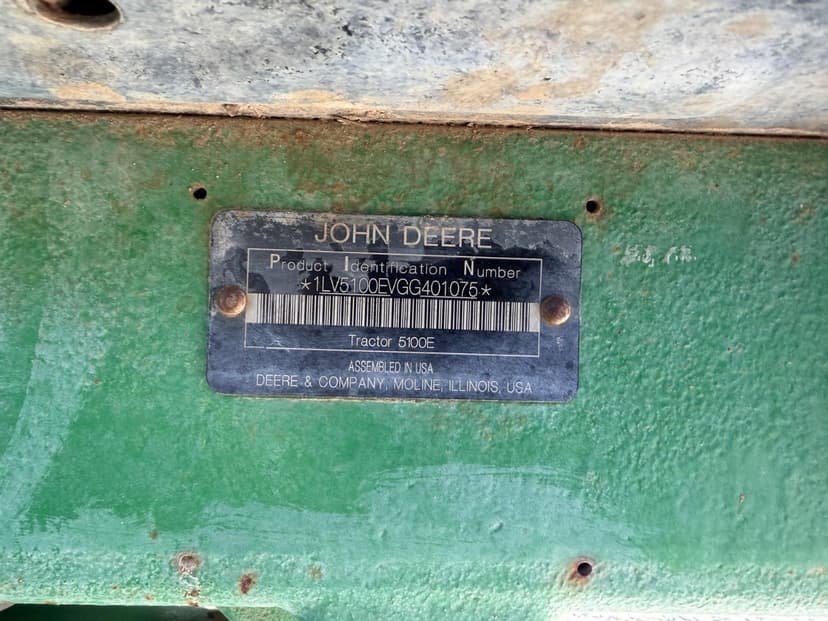 JOHN DEERE
Product Identification Number
*1LV5100EVGG401075*
Tractor 5100E
ASSEMBLED IN USA
DEERE & COMPANY, MOLINE, ILLINOIS, USA